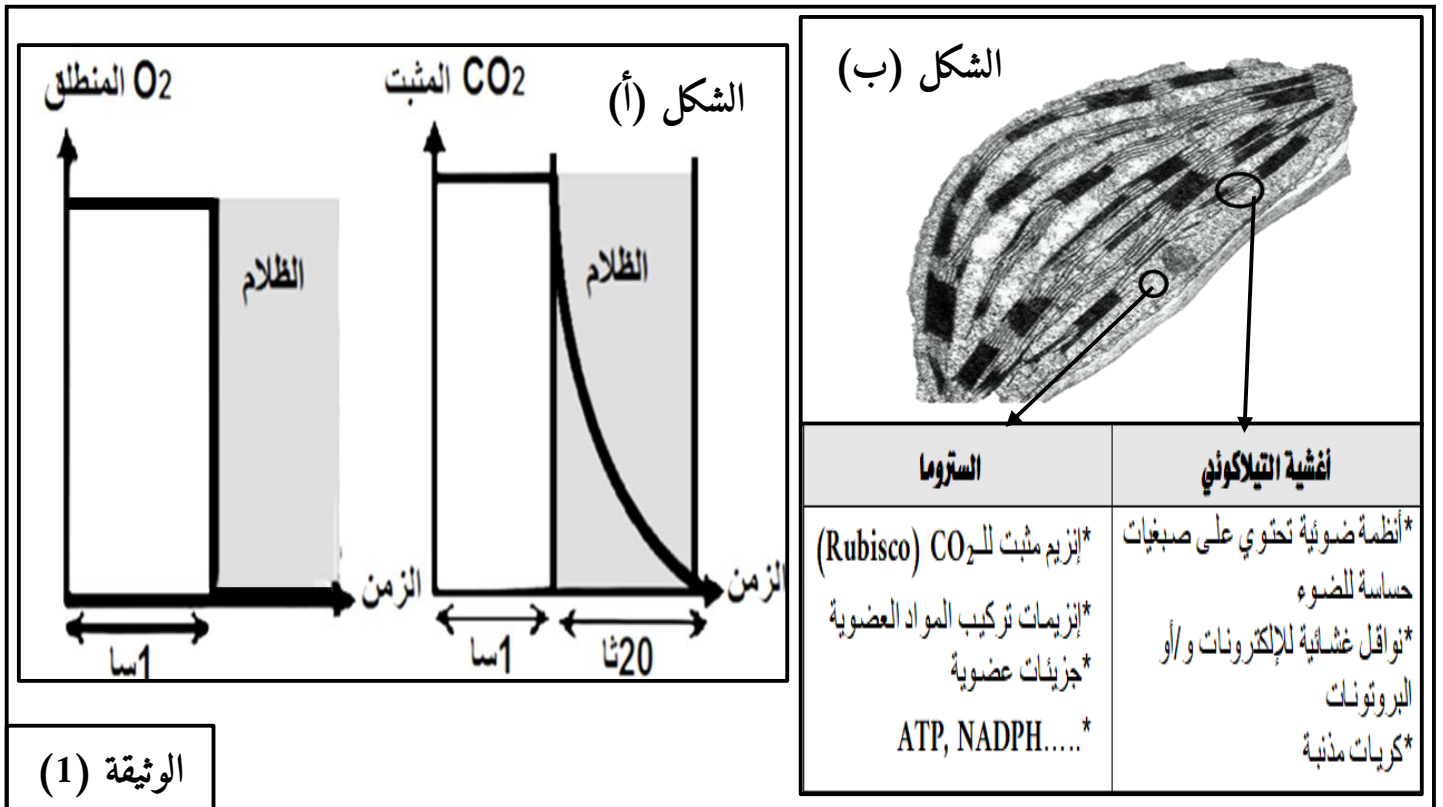 الشكل (أ)
O2 المنطلق
الظلام
الزمن
1سا
CO2 المثبت
الظلام
الزمن
1سا
20ثا
الشكل (ب)
أغشية التيلاكوئيد
*أنظمة ضوئية تحتوي على صبغيات
حساسة للضوء
*نواقل غشائية للإلكترونات و/أو
البروتونات
*كريات مذنبة
الستروما
*إنزيم مثبت للـCO2 (Rubisco)
*إنزيمات تركيب المواد العضوية
*جزيئات عضوية
*.....ATP, NADPH
الوثيقة (1)